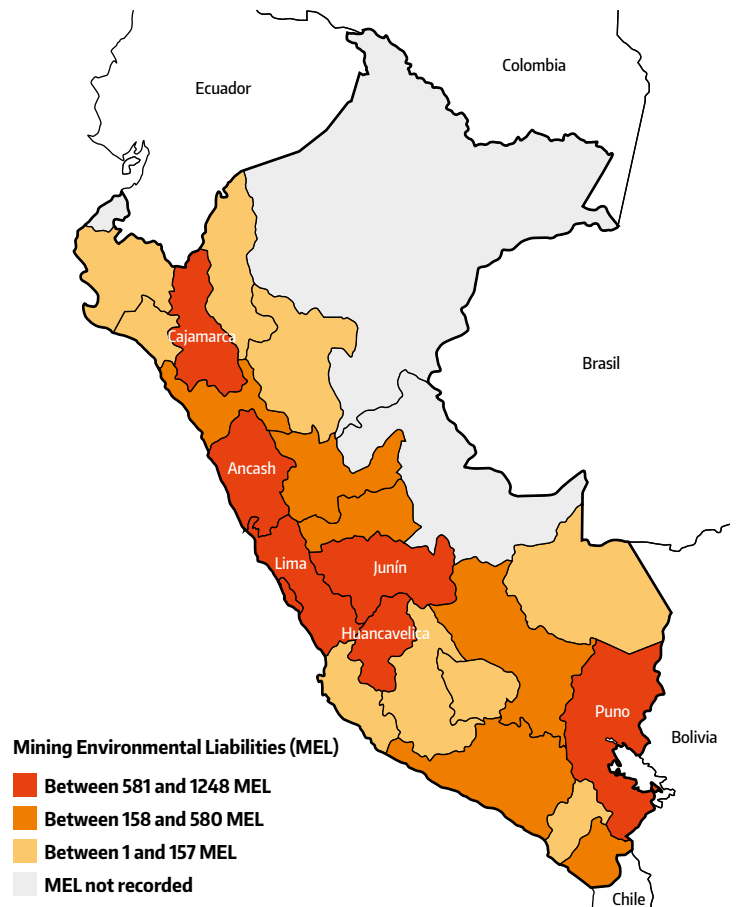 Colombia
Ecuador
Cajamarca
Brasil
Ancash
Lima
Junín
Huancavelica
Puno
Bolivia
Mining Environmental Liabilities (MEL)
Between 581 and 1248 MEL
Between 158 and 580 MEL
Between 1 and 157 MEL
MEL not recorded
Chile